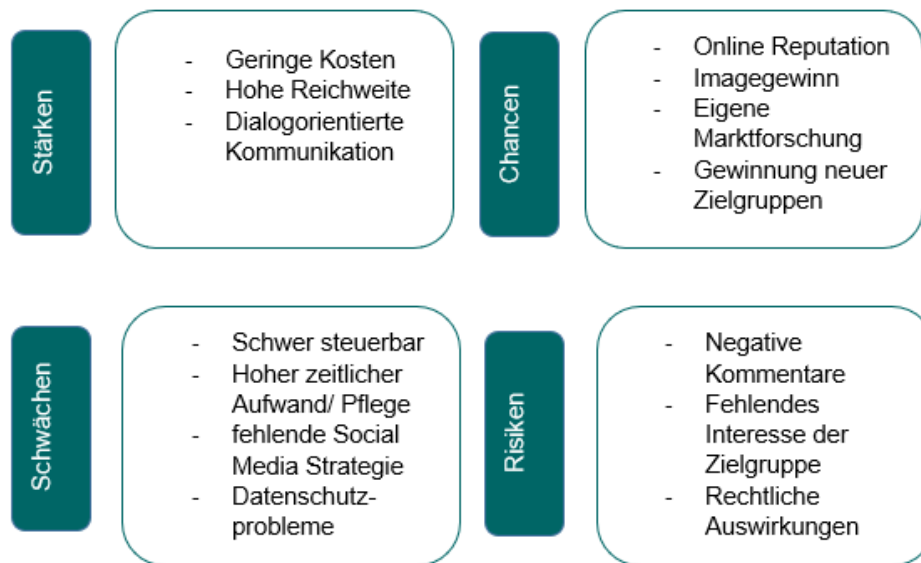 Stärken
- Geringe Kosten
- Hohe Reichweite
- Dialogorientierte
Kommunikation
Chancen
- Online Reputation
- Imagegewinn
- Eigene
Marktforschung
- Gewinnung neuer
Zielgruppen
Schwächen
- Schwer steuerbar
- Hoher zeitlicher
Aufwand/ Pflege
- fehlende Social
Media Strategie
- Datenschutz-
probleme
Risiken
- Negative
Kommentare
- Fehlendes
Interesse der
Zielgruppe
- Rechtliche
Auswirkungen